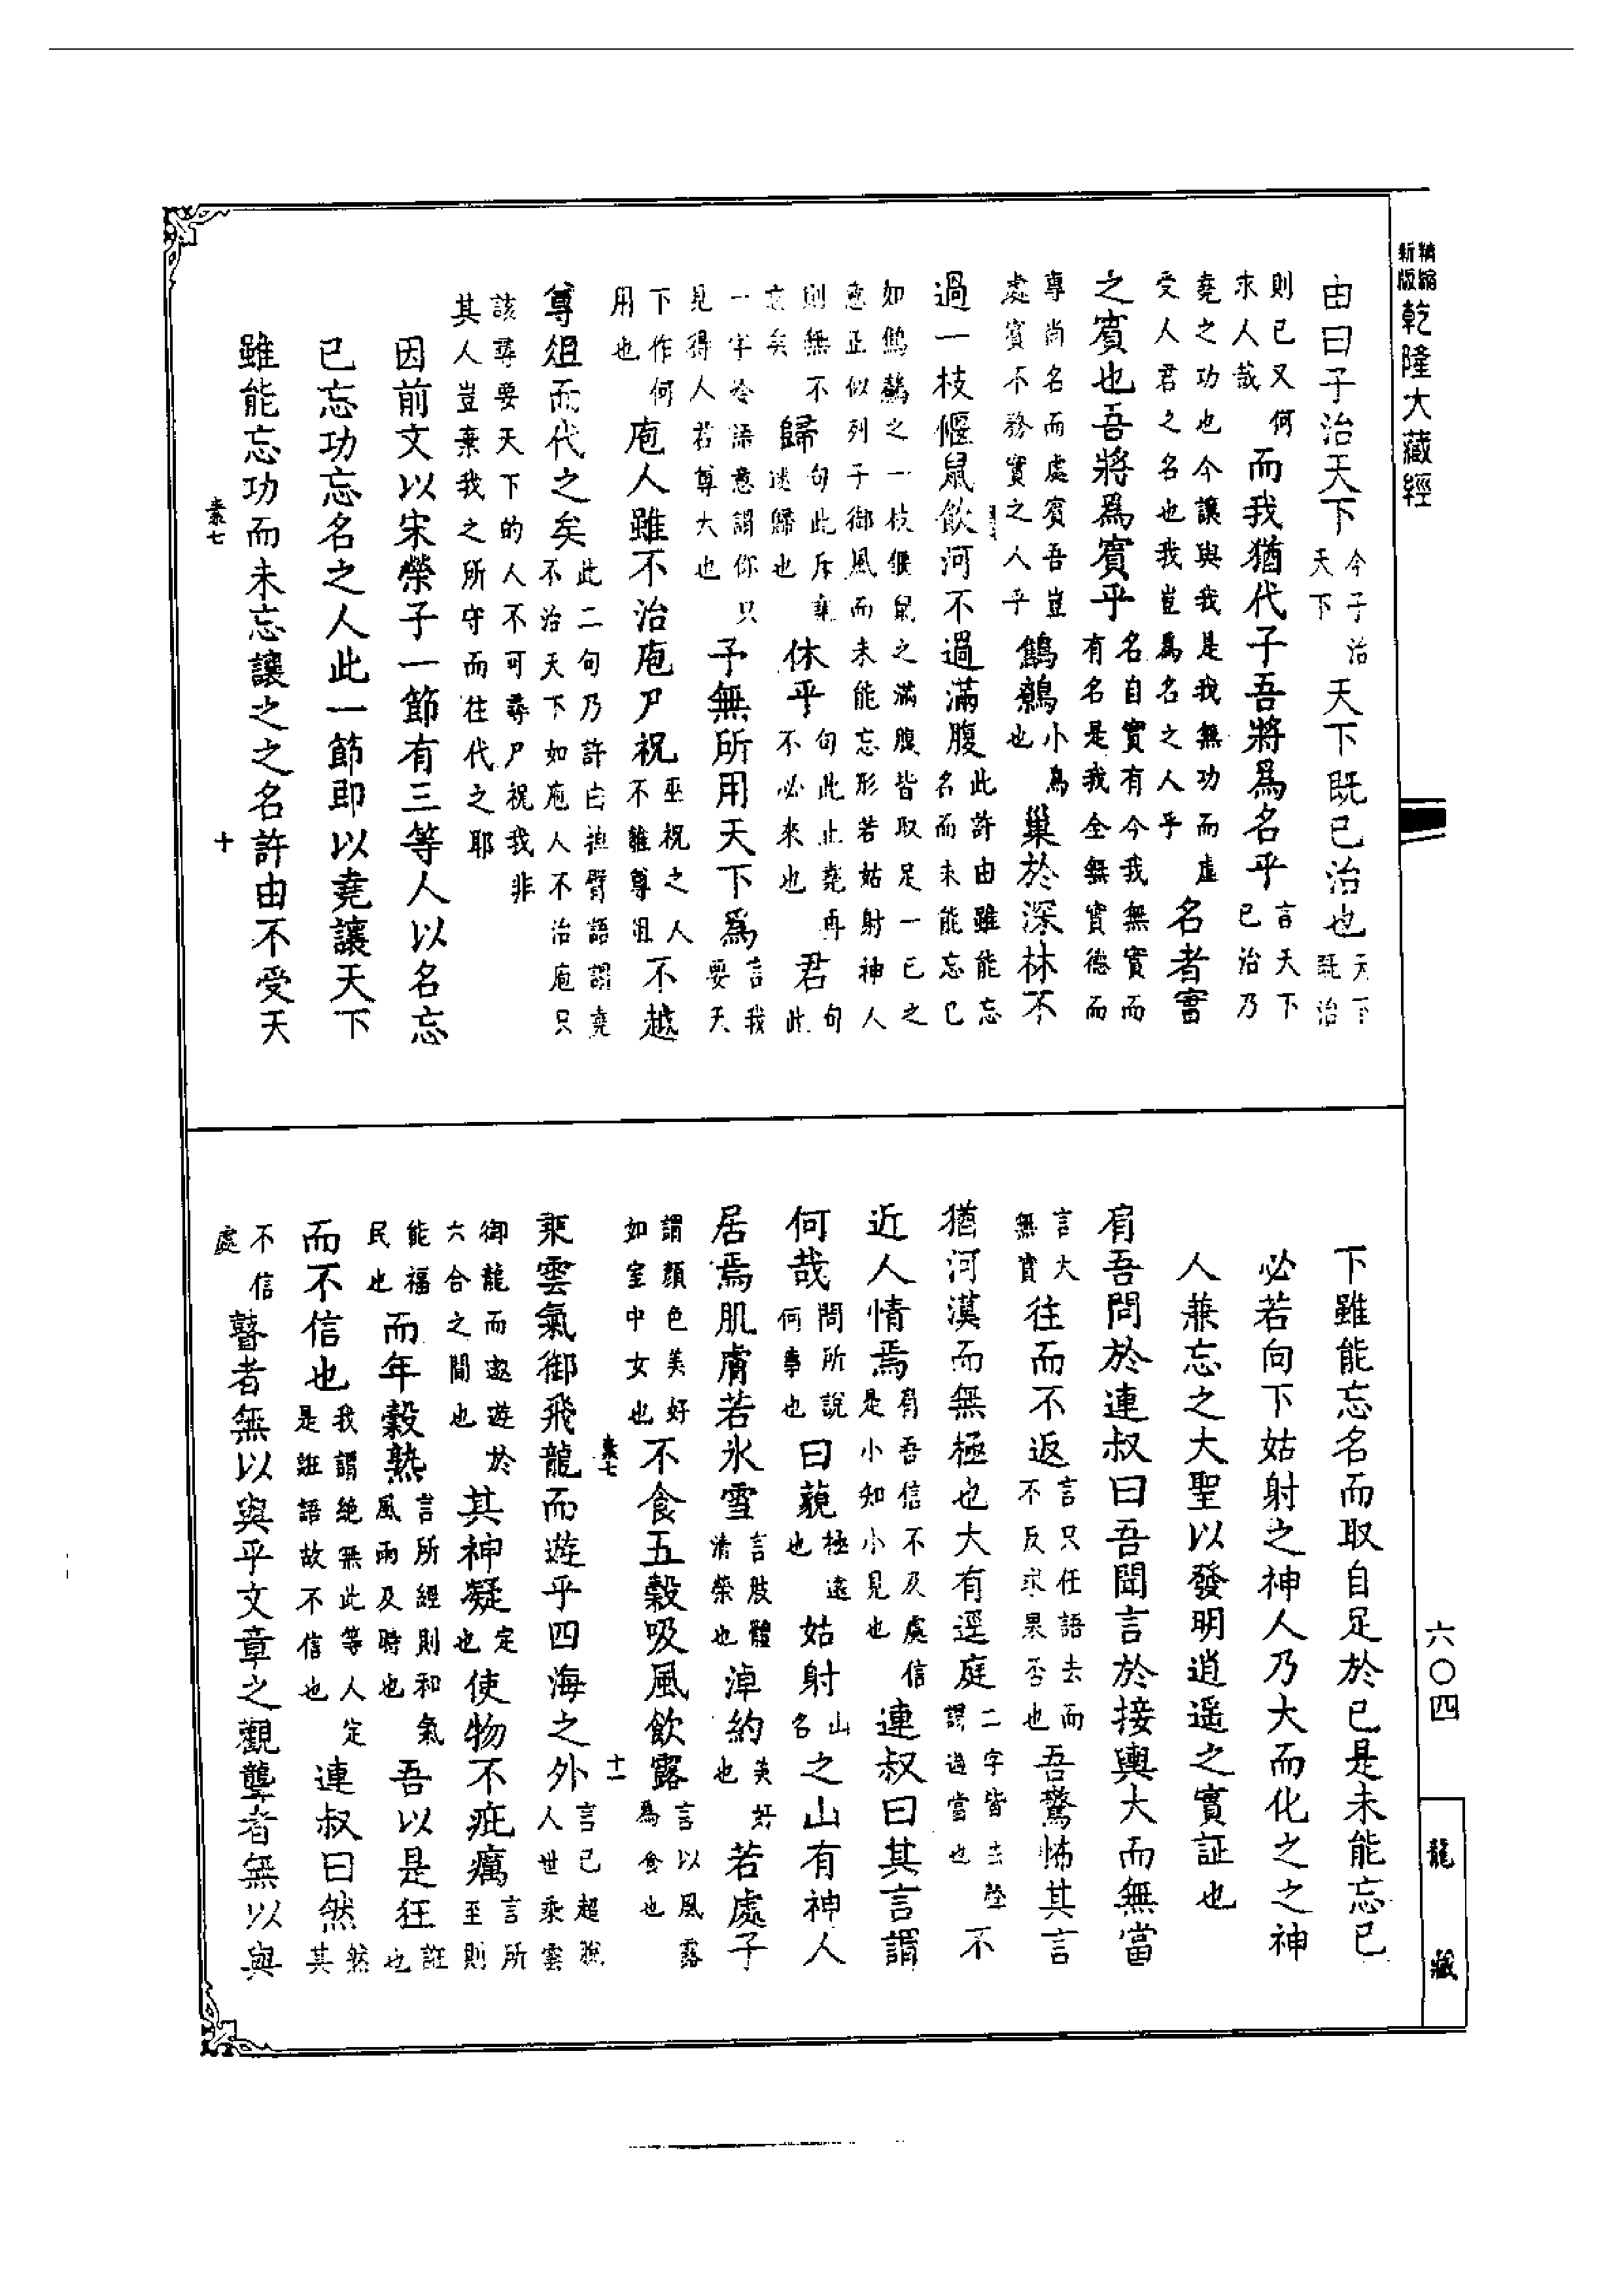 精縮新版乾隆大藏經
由曰子治天下今子治天下天下既已治也天下既治
則已又何求人哉而我猶代子吾將爲名乎言天下已治乃
堯之功也今讓與我是我無功而虛受人君之名也我豈爲名之人乎名者實
之賓也吾將爲賓乎名自實有今我無實而有名是我全無實德而
專尚名而處賓吾豈處賓不務實之人乎鷦鷯小鳥也巢於深林不
過一枝偃鼠飲河不過滿腹此許由雖能忘名而未能忘己
如鷦鷯之一枝偃鼠之滿腹皆取足一己之意正似列子御風而未能忘形若姑射神人
則無不忘矣歸句此斥堯速歸也休乎句此止堯再不必來也君句此
一字冷語意謂你只見得人若尊大也予無所用天下爲言我要天
下作何用也庖人雖不治庖尸祝巫祝之人不離尊俎不越
尊俎而代之矣此二句乃許由掉臂語謂堯不治天下如庖人不治庖只
該尋要天下的人不可尋尸祝我非其人豈棄我之所守而往代之耶
因前文以宋榮子一節有三等人以名忘
已忘功忘名之人此一節即以堯讓天下
雖能忘功而未忘讓之之名許由不受天
素七 十
下雖能忘名而取自足於已是未能忘已
必若向下姑射之神人乃大而化之之神
人兼忘之大聖以發明逍遥之實証也
肩吾問於連叔曰吾聞言於接輿大而無當
言大無實往而不返言只任語去而不反求果否也吾驚怖其言
猶河漢而無極也大有逕庭二字皆去聲謂過當也不
近人情焉肩吾信不及處信是小知小見也連叔曰其言謂
何哉問所說何事也曰藐極遠也姑射山名之山有神人
居焉肌膚若氷雪言肢體清榮也淖約美好也若處子
謂顏色美好如室中女也不食五穀吸風飲露言以風露爲食也
乘雲氣御飛龍而遊乎四海之外言已超脫人世乘雲
素七 十一
御龍而遨遊於六合之間也其神凝定也使物不疵癘言所至則
能福民也而年穀熟言所經則和氣風雨及時也吾以是狂誑也
而不信也我謂絶無此等人定是誑語故不信也連叔曰然然其
不信處瞽者無以與乎文章之觀聾者無以與
六〇四
龍藏